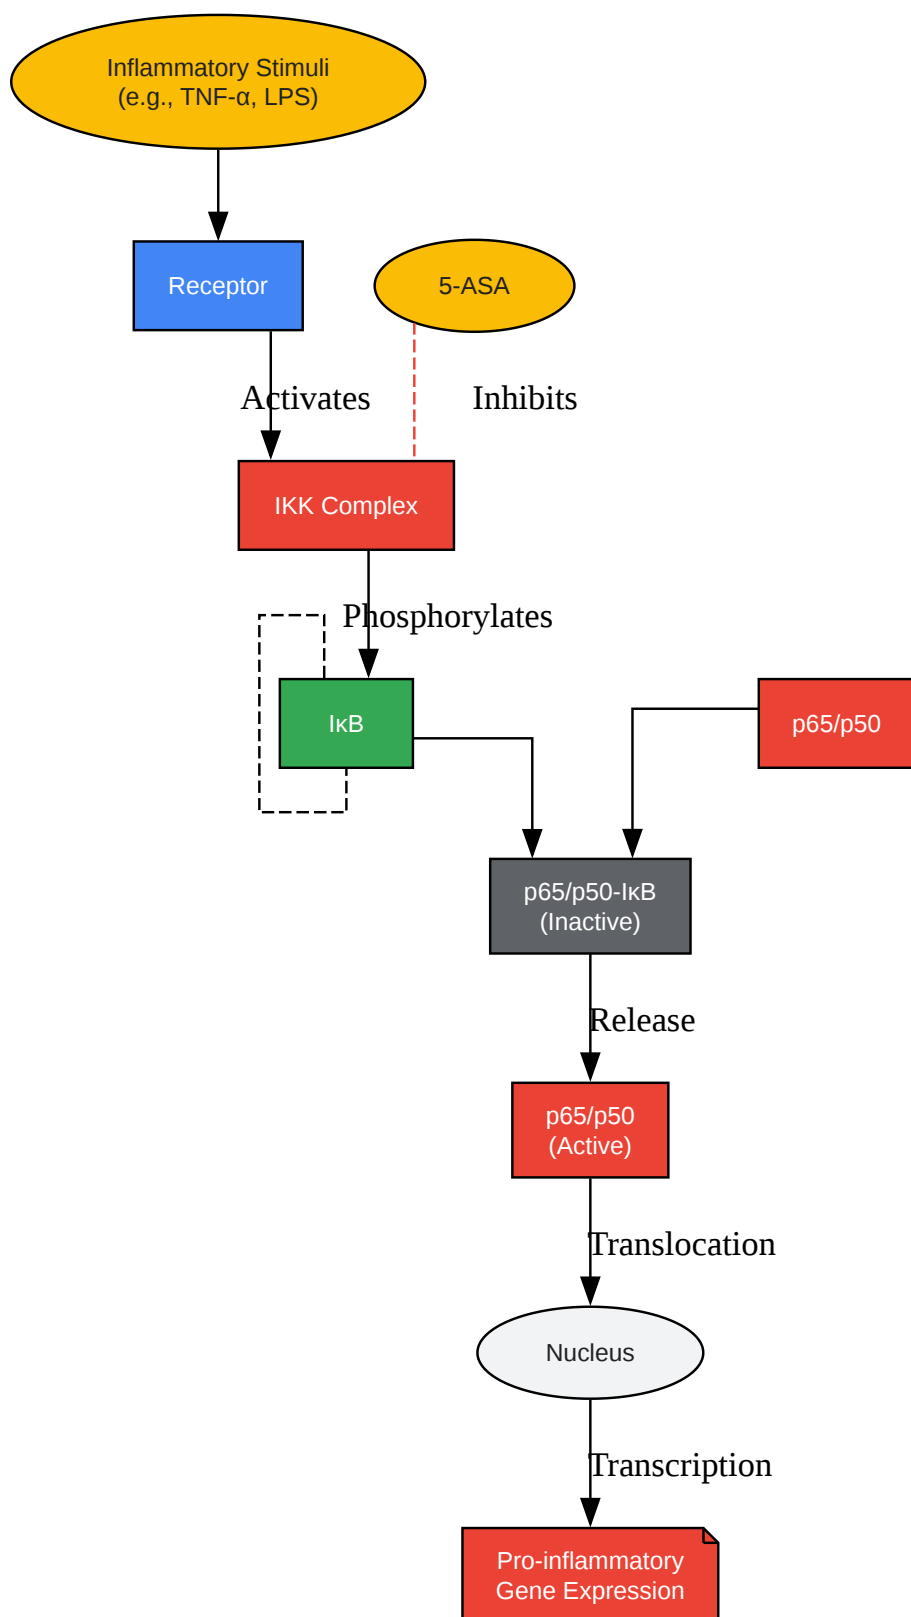 Inflammatory Stimuli
(e.g., TNF-α, LPS)
Receptor
5-ASA
Activates
Inhibits
IKK Complex
Phosphorylates
IκB
p65/p50
p65/p50-IκB
(Inactive)
Release
p65/p50
(Active)
Translocation
Nucleus
Transcription
Pro-inflammatory
Gene Expression